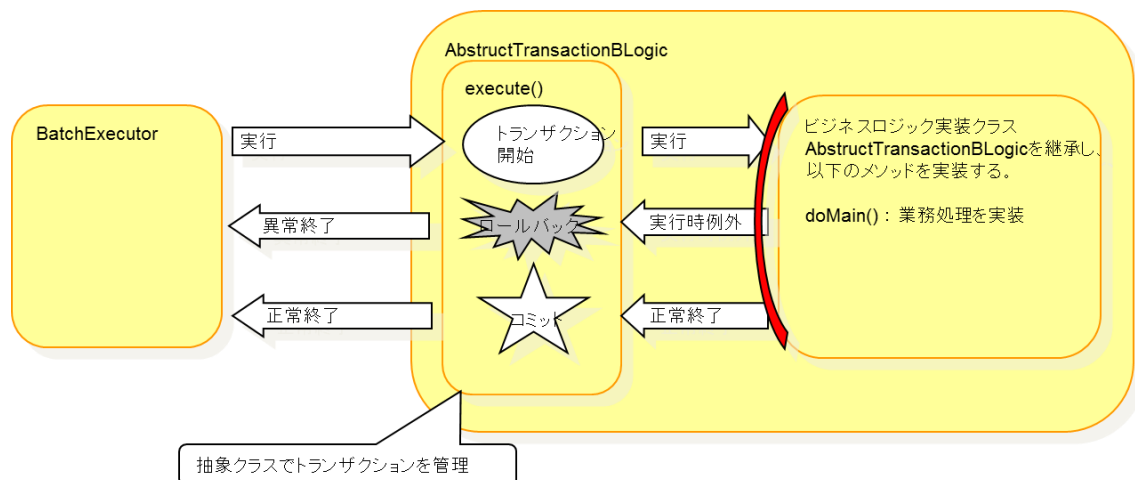 AbstructTransactionBLogic
execute()
BatchExecutor
実行
トランザクション
開始
実行
ビジネスロジック実装クラス
AbstructTransactionBLogicを継承し、
以下のメソッドを実装する。
doMain() : 業務処理を実装
異常終了
ロールバック
実行時例外
正常終了
コミット
正常終了
抽象クラスでトランザクションを管理